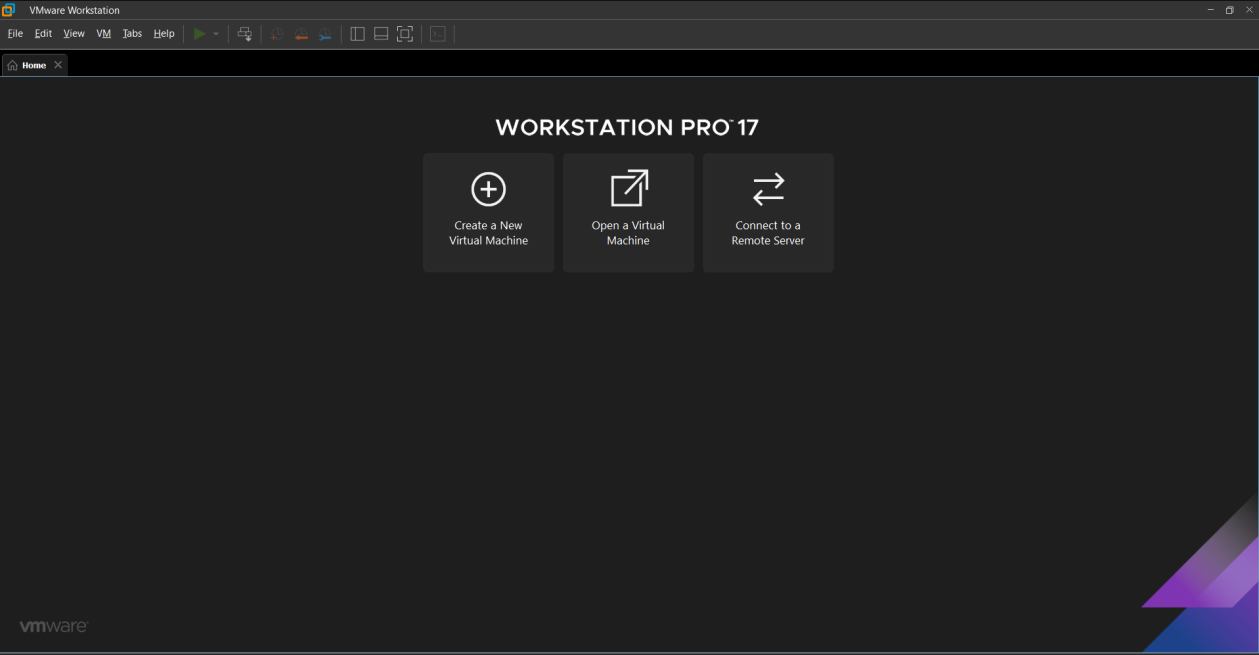 VMware Workstation
File Edit View VM Tabs Help
Home
WORKSTATION PRO™ 17
Create a New
Virtual Machine
Open a Virtual
Machine
Connect to a
Remote Server
vmware®